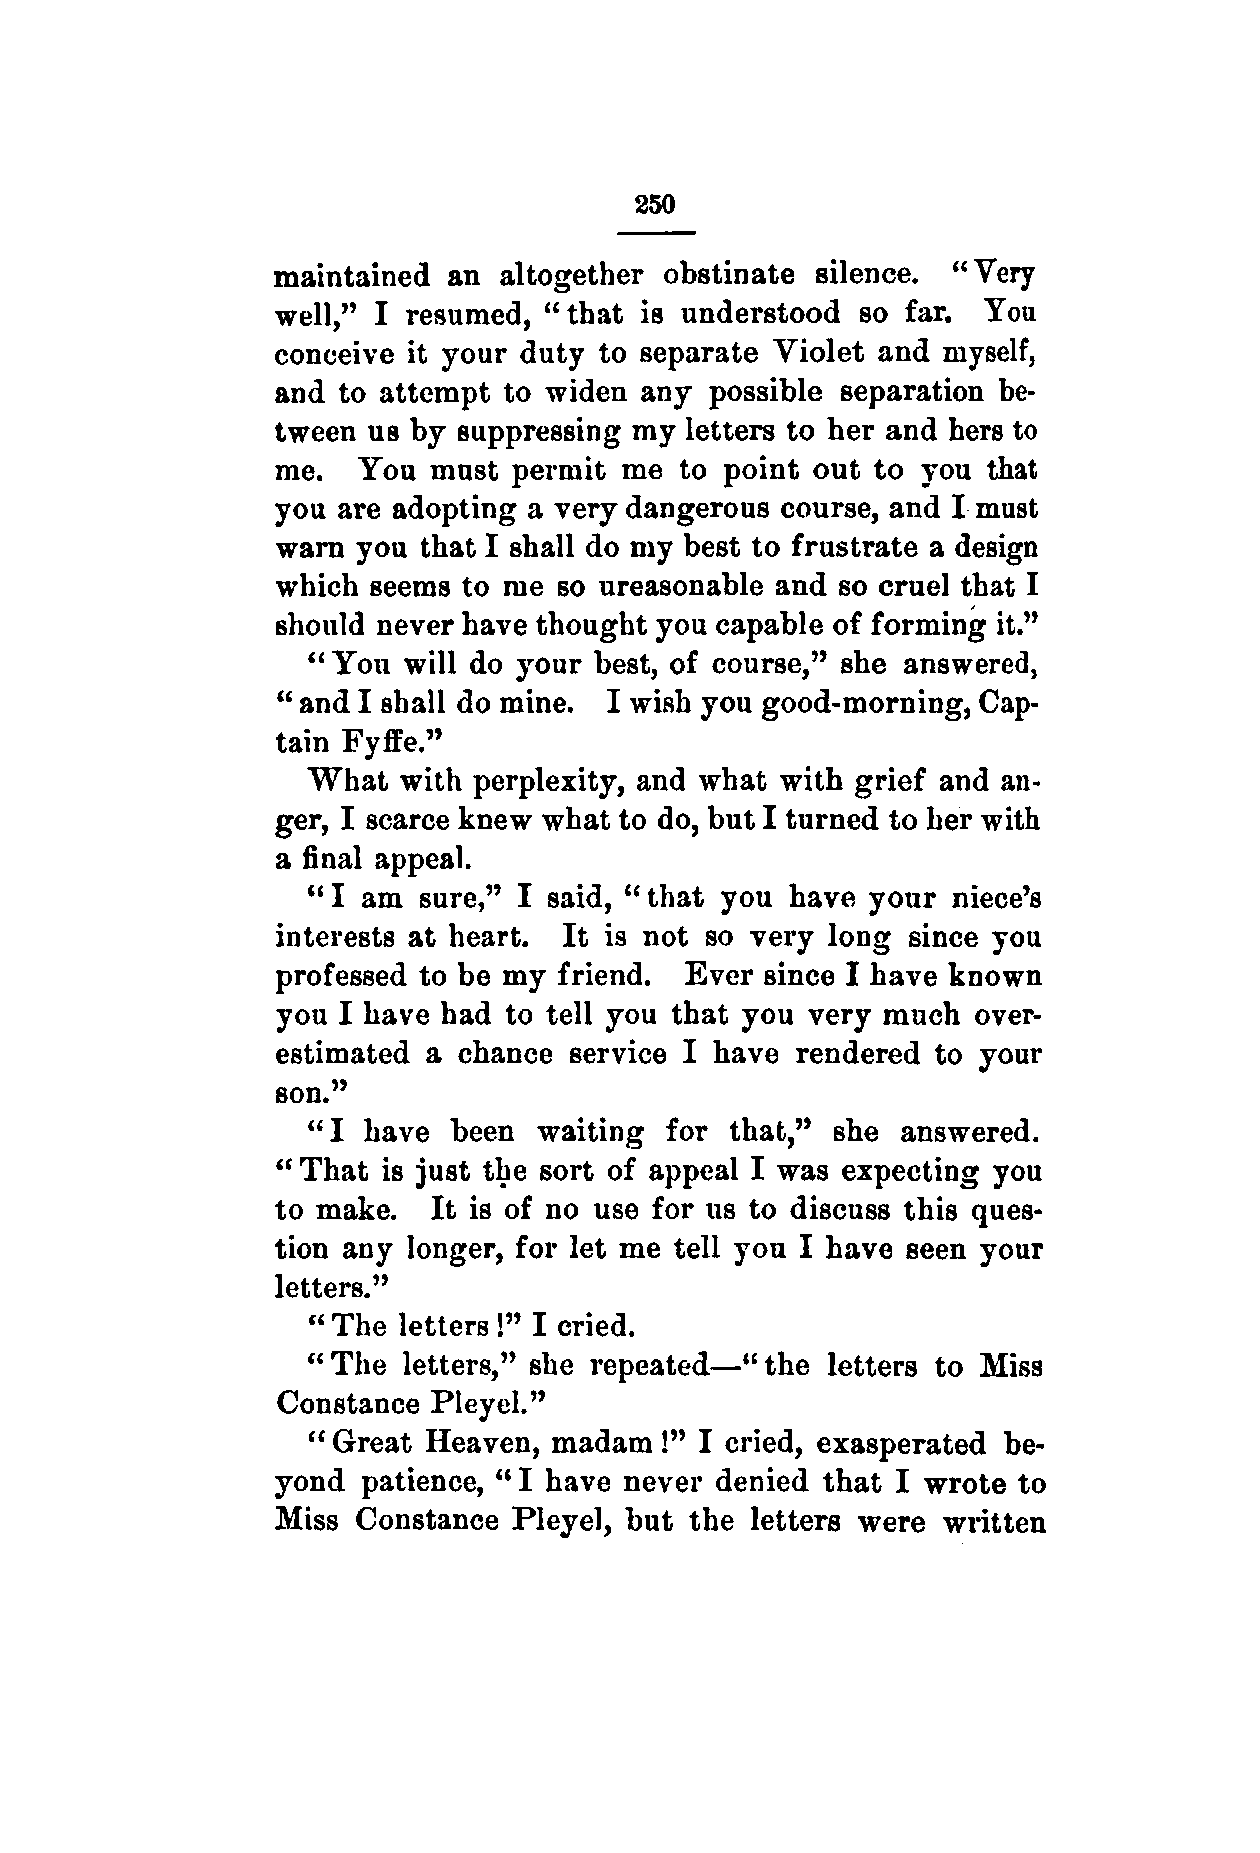 250
maintained an altogether obstinate silence. “Very
well,” I resumed, “that is understood so far. You
conceive it your duty to separate Violet and myself,
and to attempt to widen any possible separation be-
tween us by suppressing my letters to her and hers to
me. You must permit me to point out to you that
you are adopting a very dangerous course, and I must
warn you that I shall do my best to frustrate a design
which seems to me so ureasonable and so cruel that I
should never have thought you capable of forming it.”
“You will do your best, of course,” she answered,
“and I shall do mine. I wish you good-morning, Cap-
tain Fyffe.”
What with perplexity, and what with grief and an-
ger, I scarce knew what to do, but I turned to her with
a final appeal.
“I am sure,” I said, “that you have your niece’s
interests at heart. It is not so very long since you
professed to be my friend. Ever since I have known
you I have had to tell you that you very much over-
estimated a chance service I have rendered to your
son.”
“I have been waiting for that,” she answered.
“That is just the sort of appeal I was expecting you
to make. It is of no use for us to discuss this ques-
tion any longer, for let me tell you I have seen your
letters.”
“The letters!” I cried.
“The letters,” she repeated—“the letters to Miss
Constance Pleyel.”
“Great Heaven, madam!” I cried, exasperated be-
yond patience, “I have never denied that I wrote to
Miss Constance Pleyel, but the letters were written